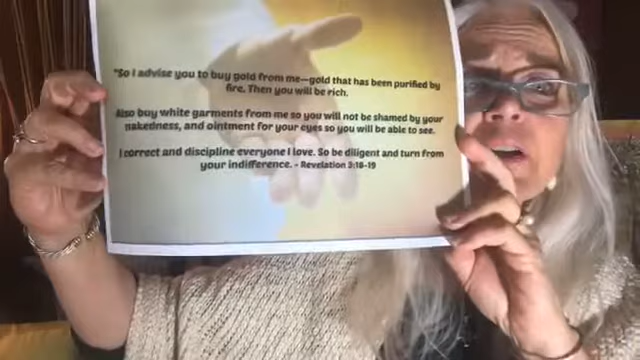 "So I advise you to buy gold from me—gold that has been purified by
fire. Then you will be rich.
Also buy white garments from me so you will not be shamed by your
nakedness, and ointment for your eyes so you will be able to see.
I correct and discipline everyone I love. So be diligent and turn from
your indifference. - Revelation 3:18-19